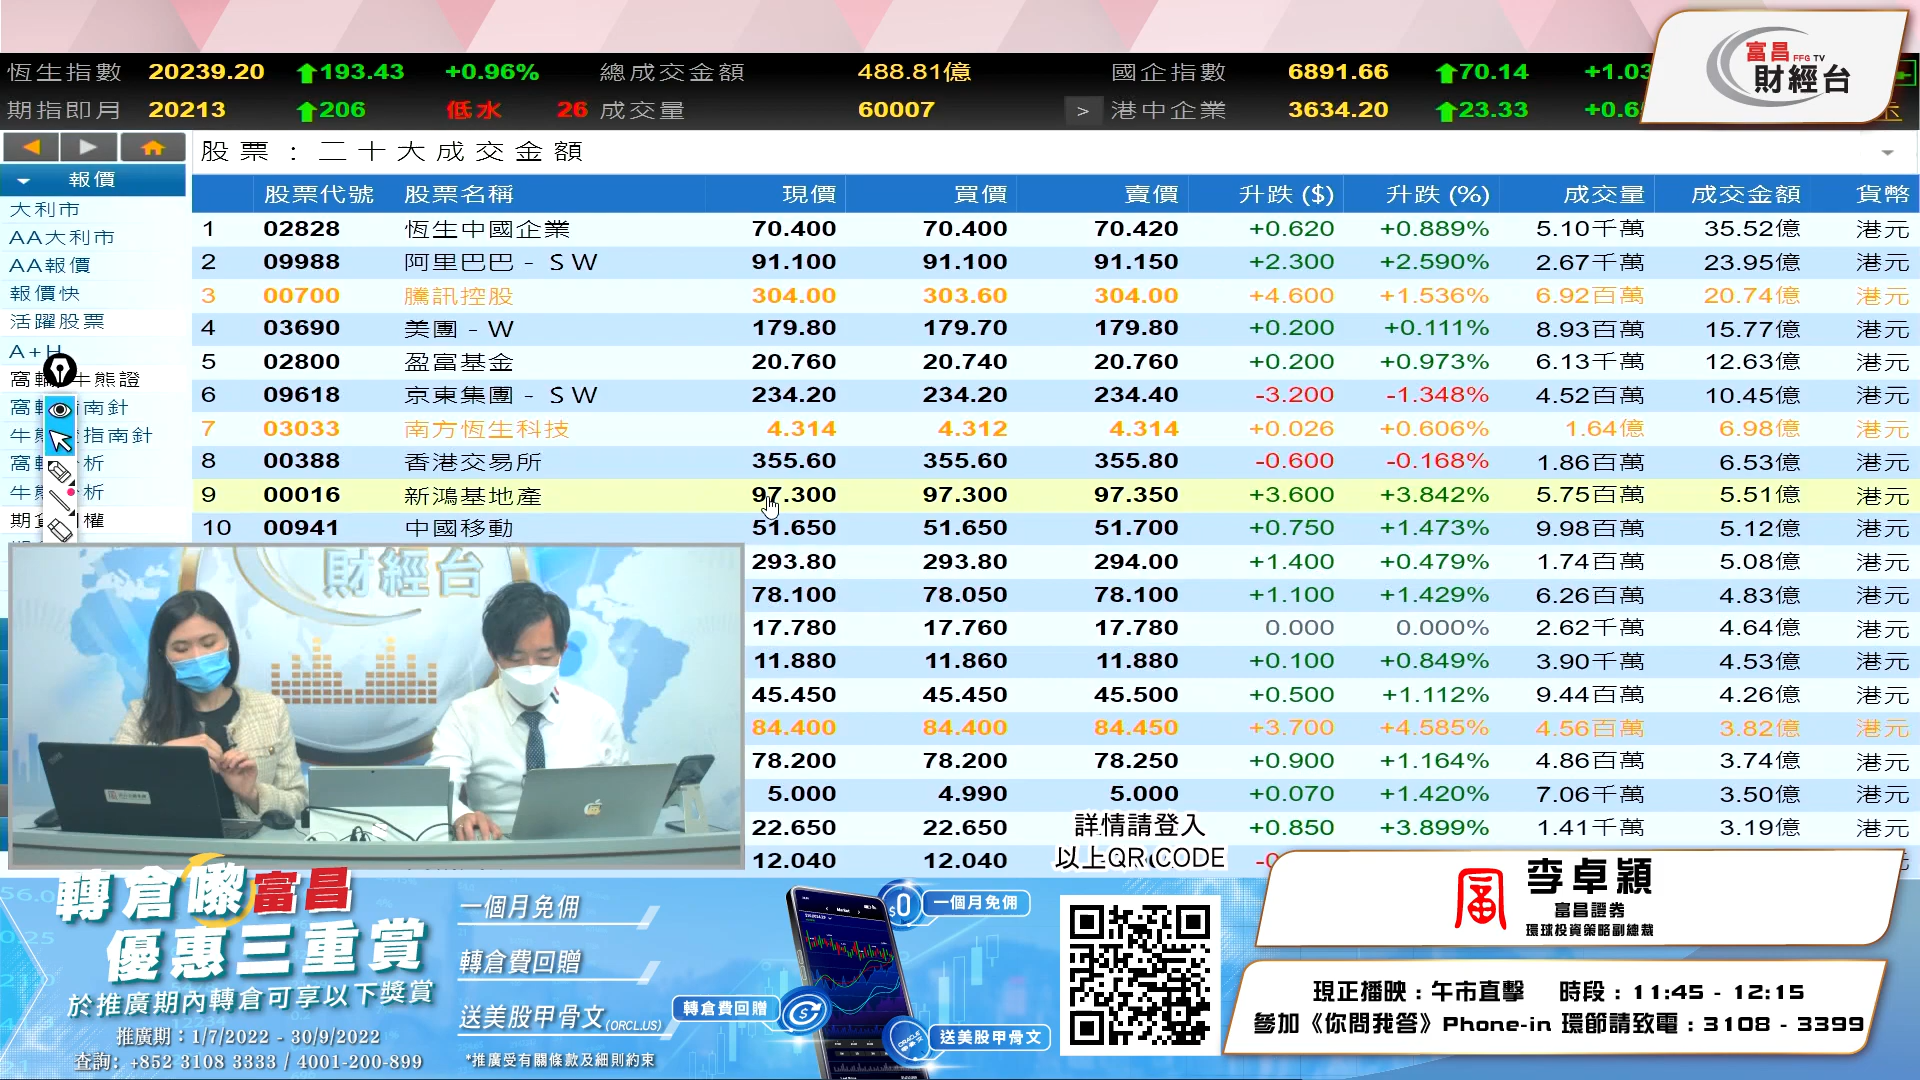 恆生指數 20239.20 193.43 +0.96% 總成交金額 488.81億 國企指數 6891.66 70.14 +1.03
期指即月 20213 206 低水 26 成交量 60007 > 港中企業 3634.20 23.33 +0.6
富昌 FFG TV
財經台
股票：二十大成交金額
報價
大利市
AA大利市
AA報價
報價快
活躍股票
A+H
股票代號 股票名稱 現價 買價 賣價 升跌 ($) 升跌 (%) 成交量 成交金額 貨幣
1 02828 恆生中國企業 70.400 70.400 70.420 +0.620 +0.889% 5.10千萬 35.52億 港元
2 09988 阿里巴巴－ＳＷ 91.100 91.100 91.150 +2.300 +2.590% 2.67千萬 23.95億 港元
3 00700 騰訊控股 304.00 303.60 304.00 +4.600 +1.536% 6.92百萬 20.74億 港元
4 03690 美團－Ｗ 179.80 179.70 179.80 +0.200 +0.111% 8.93百萬 15.77億 港元
5 02800 盈富基金 20.760 20.740 20.760 +0.200 +0.973% 6.13千萬 12.63億 港元
6 09618 京東集團－ＳＷ 234.20 234.20 234.40 -3.200 -1.348% 4.52百萬 10.45億 港元
7 03033 南方恆生科技 4.314 4.312 4.314 +0.026 +0.606% 1.64億 6.98億 港元
8 00388 香港交易所 355.60 355.60 355.80 -0.600 -0.168% 1.86百萬 6.53億 港元
9 00016 新鴻基地產 97.300 97.300 97.350 +3.600 +3.842% 5.75百萬 5.51億 港元
10 00941 中國移動 51.650 51.650 51.700 +0.750 +1.473% 9.98百萬 5.12億 港元
293.80 293.80 294.00 +1.400 +0.479% 1.74百萬 5.08億 港元
78.100 78.050 78.100 +1.100 +1.429% 6.26百萬 4.83億 港元
17.780 17.760 17.780 0.000 0.000% 2.62千萬 4.64億 港元
11.880 11.860 11.880 +0.100 +0.849% 3.90千萬 4.53億 港元
45.450 45.450 45.500 +0.500 +1.112% 9.44百萬 4.26億 港元
84.400 84.400 84.450 +3.700 +4.585% 4.56百萬 3.82億 港元
78.200 78.200 78.250 +0.900 +1.164% 4.86百萬 3.74億 港元
5.000 4.990 5.000 +0.070 +1.420% 7.06千萬 3.50億 港元
22.650 22.650 +0.850 +3.899% 1.41千萬 3.19億 港元
12.040 12.040
財經台
詳情請登入
以上QR CODE
轉倉嚟富昌
優惠三重賞
於推廣期內轉倉可享以下獎賞
推廣期：1/7/2022 - 30/9/2022
查詢：+852 3108 3333 / 4001-200-899
一個月免佣
轉倉費回贈
送美股甲骨文(ORCL.US)
*推廣受有關條款及細則約束
$0 一個月免佣
轉倉費回贈
送美股甲骨文
李卓穎
富昌證券
環球投資策略副總裁
現正播映：午市直擊 時段：11:45 - 12:15
參加《你問我答》Phone-in 環節請致電：3108 - 3399